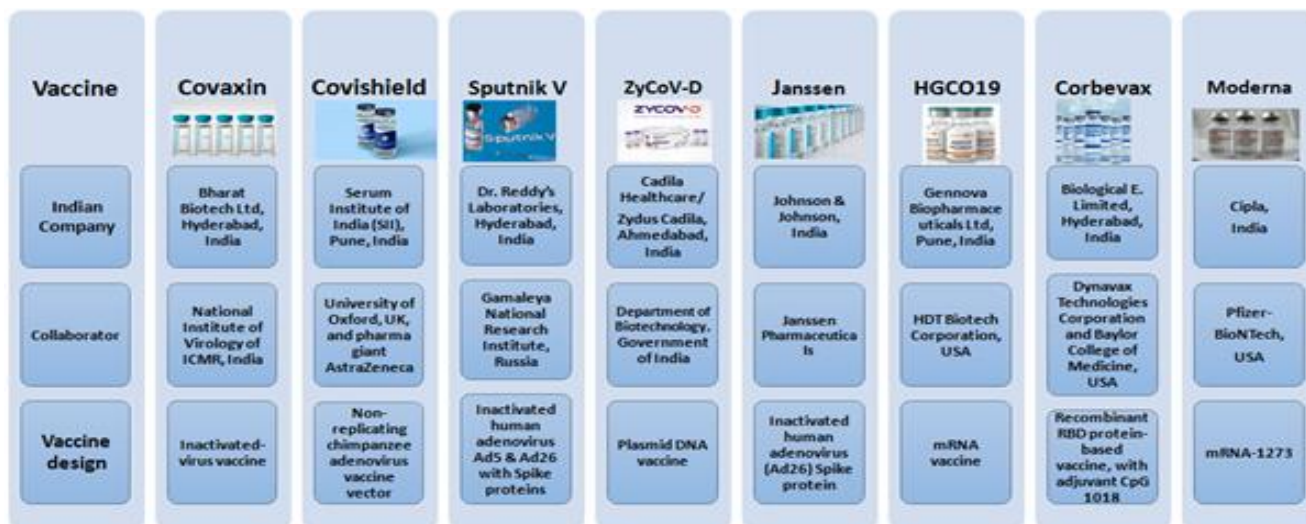 Vaccine
Covaxin
Covishield
Sputnik V
ZyCoV-D
Janssen
HGCO19
Corbevax
Moderna
Sputnik V
ZYCOV-D
Indian
Company
Bharat
Biotech Ltd,
Hyderabad,
India
Serum
Institute of
India (SII),
Pune, India
Dr. Reddy's
Laboratories,
Hyderabad,
India
Cadila
Healthcare/
Zydus Cadila,
Ahmedabad,
India
Johnson &
Johnson,
India
Gennova
Biopharmace
uticals Ltd,
Pune, India
Biological E.
Limited,
Hyderabad,
India
Cipla,
India
Collaborator
National
Institute of
Virology of
ICMR, India
University of
Oxford, UK,
and pharma
giant
AstraZeneca
Gamaleya
National
Research
Institute,
Russia
Department of
Biotechnology.
Government
of India
Janssen
Pharmaceutica
ls
HDT Biotech
Corporation,
USA
Dynavax
Technologies
Corporation
and Baylor
College of
Medicine,
USA
Pfizer-
BioNTech,
USA
Vaccine
design
Inactivated-
virus vaccine
Non-
replicating
chimpanzee
adenovirus
vaccine
vector
Inactivated
human
adenovirus
Ad5 & Ad26
with Spike
proteins
Plasmid DNA
vaccine
Inactivated
human
adenovirus
(Ad26) Spike
protein
mRNA
vaccine
Recombinant
RBD protein-
based
vaccine, with
adjuvant CpG
1018
mRNA-1273